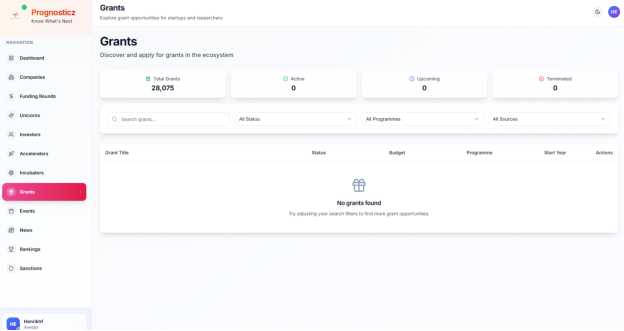 Prognosticz
Know What's Next
NAVIGATION
Dashboard
Companies
Funding Rounds
Unicorns
Investors
Accelerators
Incubators
Grants
Events
News
Rankings
Sanctions
HE
Henrikhf
Investor
Grants
Explore grant opportunities for startups and researchers
HE
Grants
Discover and apply for grants in the ecosystem
Total Grants
28,075
Active
0
Upcoming
0
Terminated
0
Search grants...
All Status
All Programmes
All Sources
Grant Title Status Budget Programme Start Year Actions
No grants found
Try adjusting your search filters to find more grant opportunities.